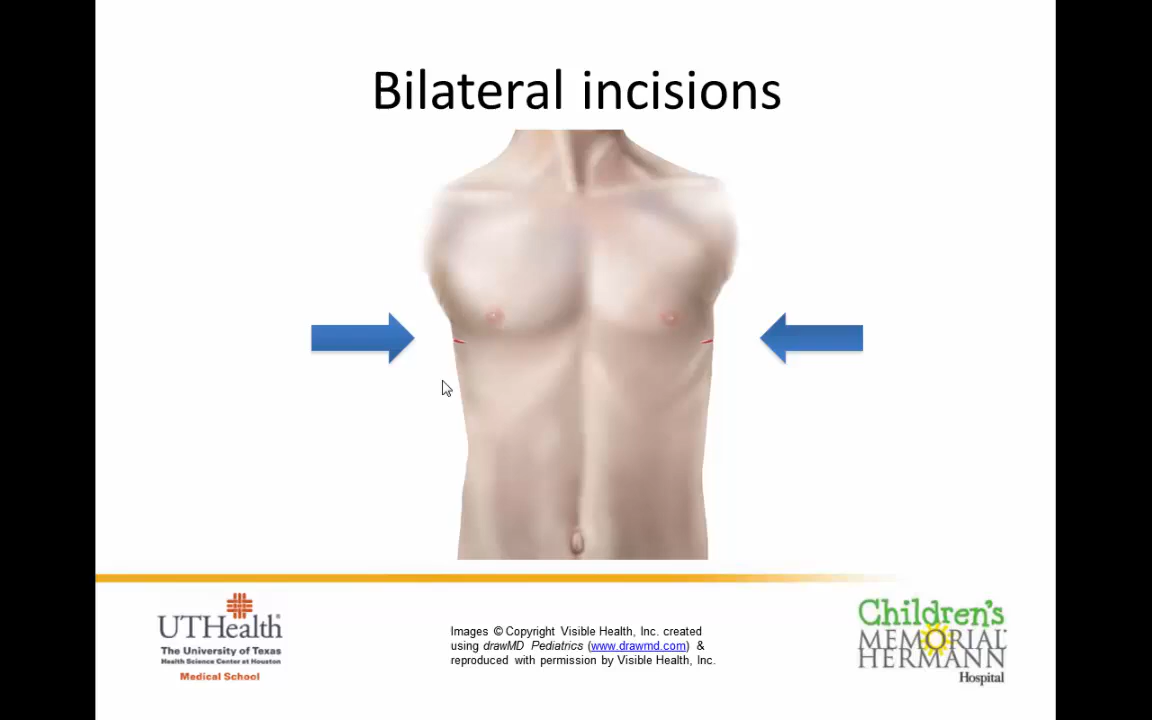 Bilateral incisions
UTHealth
The University of Texas
Health Science Center at Houston
Medical School
Images © Copyright Visible Health, Inc. created
using drawMD Pediatrics (www.drawmd.com) &
reproduced with permission by Visible Health, Inc.
Children's
MEMORIAL
HERMANN
Hospital